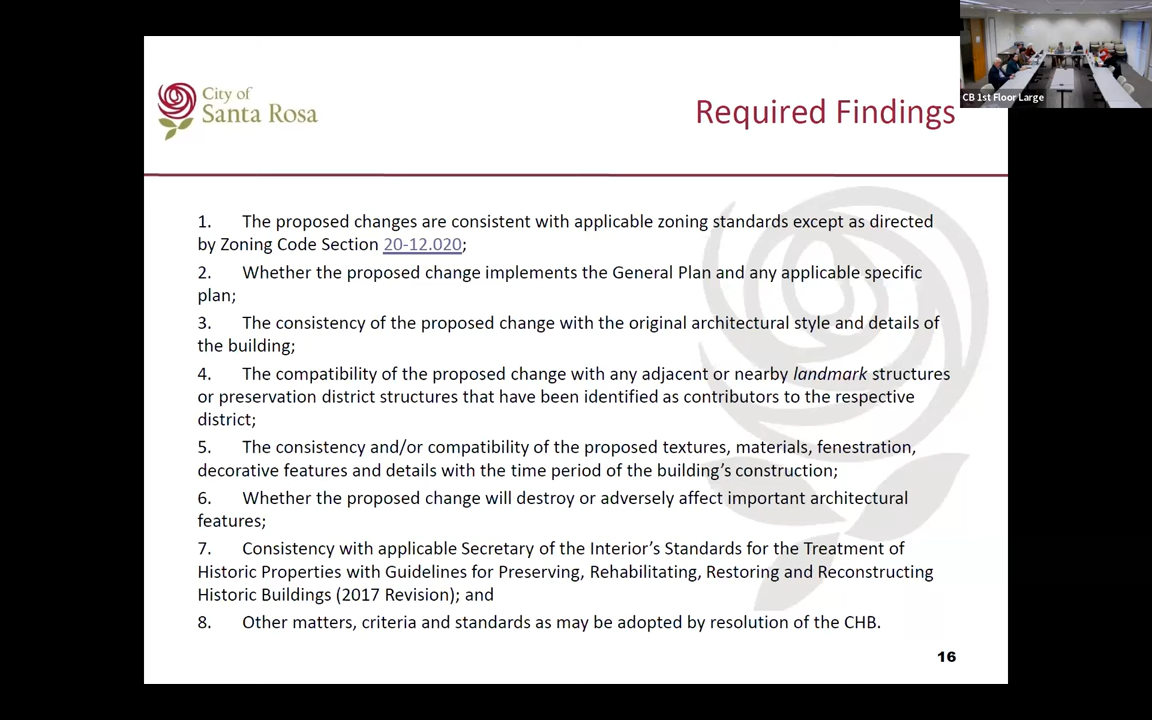 CB 1st Floor Large
City of
Santa Rosa
Required Findings
1. The proposed changes are consistent with applicable zoning standards except as directed
by Zoning Code Section 20-12.020;
2. Whether the proposed change implements the General Plan and any applicable specific
plan;
3. The consistency of the proposed change with the original architectural style and details of
the building;
4. The compatibility of the proposed change with any adjacent or nearby landmark structures
or preservation district structures that have been identified as contributors to the respective
district;
5. The consistency and/or compatibility of the proposed textures, materials, fenestration,
decorative features and details with the time period of the building's construction;
6. Whether the proposed change will destroy or adversely affect important architectural
features;
7. Consistency with applicable Secretary of the Interior's Standards for the Treatment of
Historic Properties with Guidelines for Preserving, Rehabilitating, Restoring and Reconstructing
Historic Buildings (2017 Revision); and
8. Other matters, criteria and standards as may be adopted by resolution of the CHB.
16